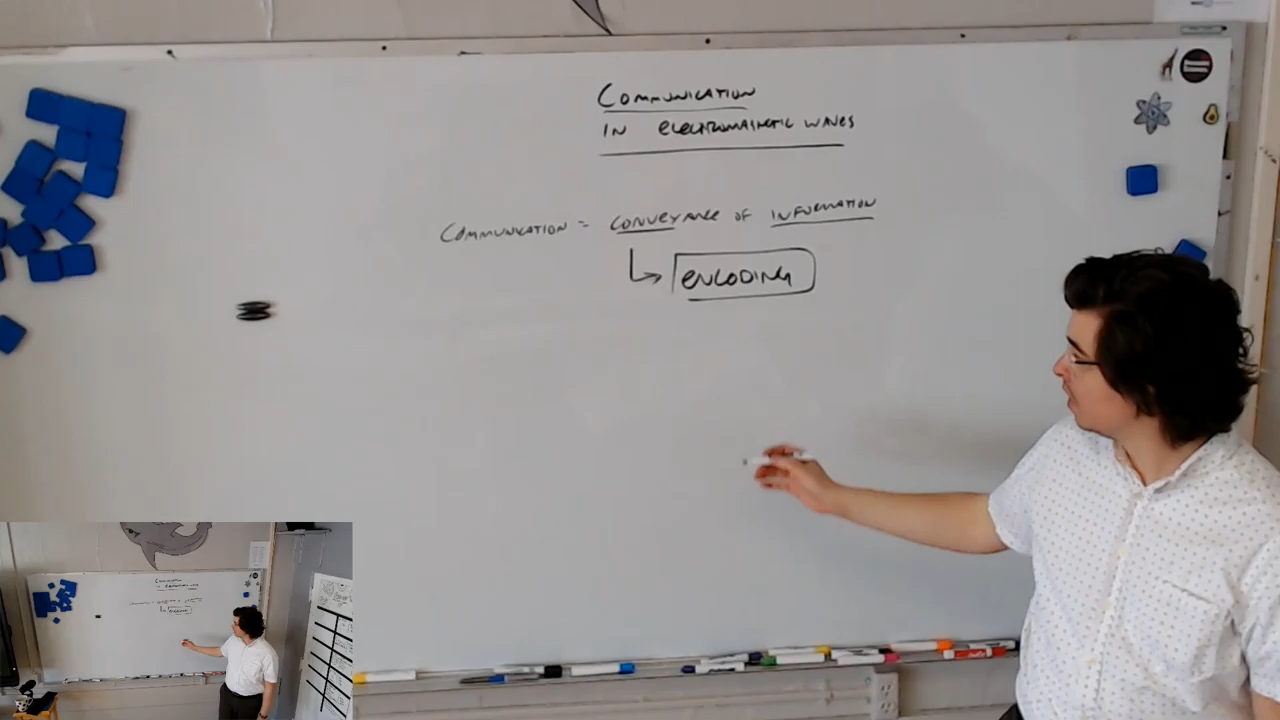 COMMUNICATION
IN ELECTROMAGNETIC WAVES
COMMUNICATION = CONVEYANCE OF INFORMATION
ENCODING